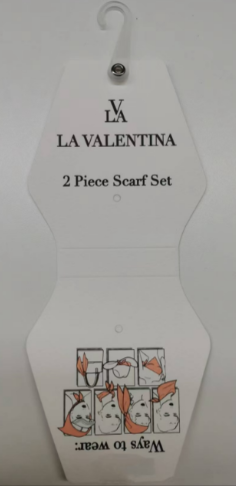 VLA
LA VALENTINA
2 Piece Scarf Set
Ways to wear: